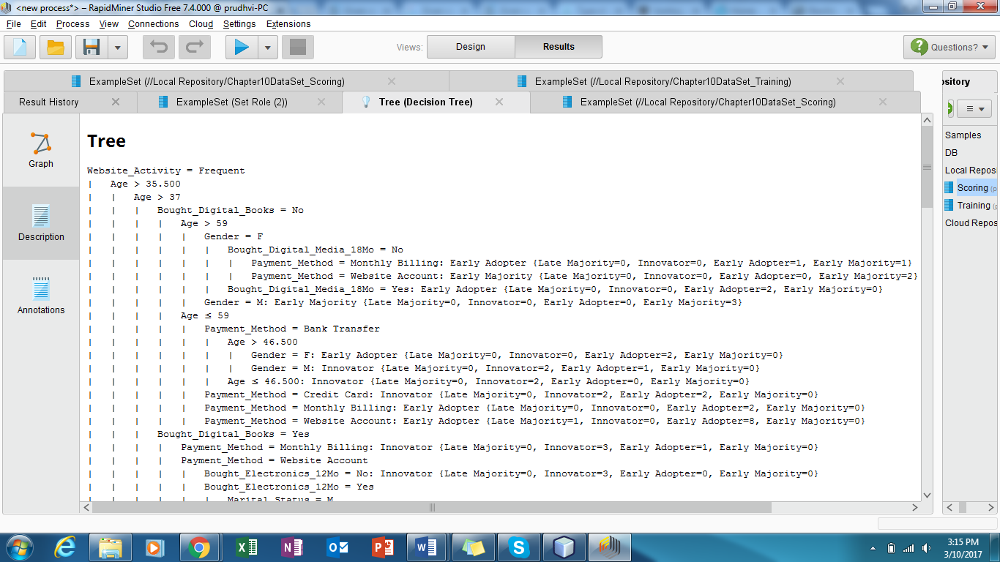 <new process*> – RapidMiner Studio Free 7.4.000 @ prudhvi-PC
File Edit Process View Connections Cloud Settings Extensions
Views: Design Results Questions?
ExampleSet (//Local Repository/Chapter10DataSet_Scoring) ExampleSet (//Local Repository/Chapter10DataSet_Training)
Result History ExampleSet (Set Role (2)) Tree (Decision Tree) ExampleSet (//Local Repository/Chapter10DataSet_Scoring)
Graph
Description
Annotations
Tree
Website_Activity = Frequent
| Age > 35.500
| | Age > 37
| | | Bought_Digital_Books = No
| | | | Age > 59
| | | | | Gender = F
| | | | | | Bought_Digital_Media_18Mo = No
| | | | | | | Payment_Method = Monthly Billing: Early Adopter {Late Majority=0, Innovator=0, Early Adopter=1, Early Majority=1}
| | | | | | | Payment_Method = Website Account: Early Majority {Late Majority=0, Innovator=0, Early Adopter=0, Early Majority=2}
| | | | | | Bought_Digital_Media_18Mo = Yes: Early Adopter {Late Majority=0, Innovator=0, Early Adopter=2, Early Majority=0}
| | | | | Gender = M: Early Majority {Late Majority=0, Innovator=0, Early Adopter=0, Early Majority=3}
| | | | Age ≤ 59
| | | | | Payment_Method = Bank Transfer
| | | | | | Age > 46.500
| | | | | | | Gender = F: Early Adopter {Late Majority=0, Innovator=0, Early Adopter=2, Early Majority=0}
| | | | | | | Gender = M: Innovator {Late Majority=0, Innovator=2, Early Adopter=1, Early Majority=0}
| | | | | | Age ≤ 46.500: Innovator {Late Majority=0, Innovator=2, Early Adopter=0, Early Majority=0}
| | | | | Payment_Method = Credit Card: Innovator {Late Majority=0, Innovator=2, Early Adopter=2, Early Majority=0}
| | | | | Payment_Method = Monthly Billing: Early Adopter {Late Majority=0, Innovator=0, Early Adopter=2, Early Majority=0}
| | | | | Payment_Method = Website Account: Early Adopter {Late Majority=1, Innovator=0, Early Adopter=8, Early Majority=0}
| | | Bought_Digital_Books = Yes
| | | | Payment_Method = Monthly Billing: Innovator {Late Majority=0, Innovator=3, Early Adopter=1, Early Majority=0}
| | | | Payment_Method = Website Account
| | | | | Bought_Electronics_12Mo = No: Innovator {Late Majority=0, Innovator=3, Early Adopter=0, Early Majority=0}
| | | | | Bought_Electronics_12Mo = Yes
| | | | | | Marital_Status = M
pository
Samples
DB
Local Repos
Scoring (p
Training (p
Cloud Repos
3:15 PM
3/10/2017